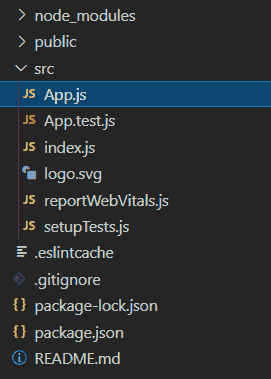 node_modules
public
src
JS App.js
JS App.test.js
JS index.js
logo.svg
JS reportWebVitals.js
JS setupTests.js
.eslintcache
.gitignore
{} package-lock.json
{} package.json
README.md